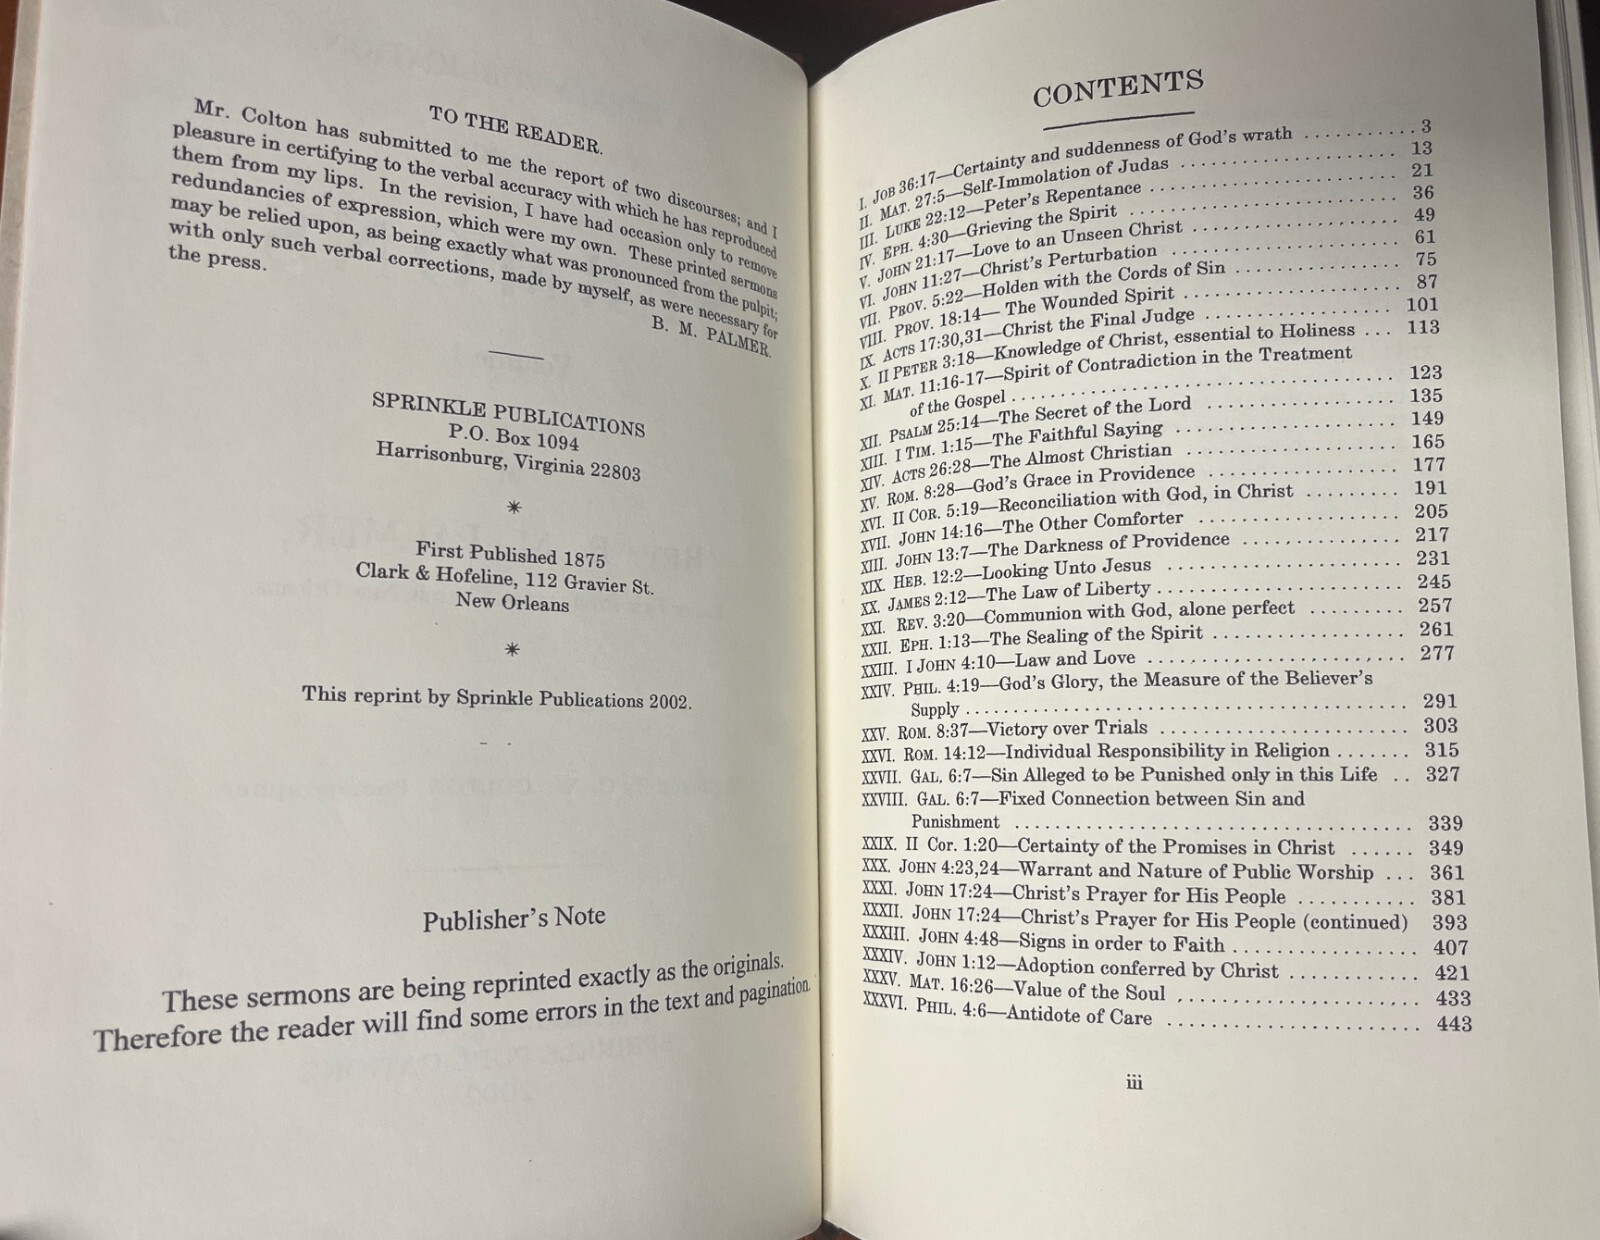 TO THE READER.
Mr. Colton has submitted to me the report of two discourses; and I
pleasure in certifying to the verbal accuracy with which he has reproduced
them from my lips. In the revision, I have had occasion only to remove
redundancies of expression, which were my own. These printed sermons
may be relied upon, as being exactly what was pronounced from the pulpit;
with only such verbal corrections, made by myself, as were necessary for
the press.
B. M. PALMER.
SPRINKLE PUBLICATIONS
P.O. Box 1094
Harrisonburg, Virginia 22803
*
First Published 1875
Clark & Hofeline, 112 Gravier St.
New Orleans
*
This reprint by Sprinkle Publications 2002.
Publisher's Note
These sermons are being reprinted exactly as the originals.
Therefore the reader will find some errors in the text and pagination.
CONTENTS
I. JOB 36:17—Certainty and suddenness of God's wrath ........... 3
II. MAT. 27:5—Self-Immolation of Judas ..................... 13
III. LUKE 22:12—Peter's Repentance ........................ 21
IV. EPH. 4:30—Grieving the Spirit .......................... 36
V. JOHN 21:17—Love to an Unseen Christ .................... 49
VI. JOHN 11:27—Christ's Perturbation ...................... 61
VII. PROV. 5:22—Holden with the Cords of Sin ................ 75
VIII. PROV. 18:14— The Wounded Spirit ..................... 87
IX. ACTS 17:30,31—Christ the Final Judge ................... 101
X. II PETER 3:18—Knowledge of Christ, essential to Holiness ... 113
XI. MAT. 11:16-17—Spirit of Contradiction in the Treatment
of the Gospel ...................................... 123
XII. PSALM 25:14—The Secret of the Lord .................. 135
XIII. I TIM. 1:15—The Faithful Saying ...................... 149
XIV. ACTS 26:28—The Almost Christian ..................... 165
XV. ROM. 8:28—God's Grace in Providence ................... 177
XVI. II COR. 5:19—Reconciliation with God, in Christ ......... 191
XVII. JOHN 14:16—The Other Comforter .................... 205
XIII. JOHN 13:7—The Darkness of Providence ................ 217
XIX. HEB. 12:2—Looking Unto Jesus ....................... 231
XX. JAMES 2:12—The Law of Liberty ........................ 245
XXI. REV. 3:20—Communion with God, alone perfect ......... 257
XXII. EPH. 1:13—The Sealing of the Spirit .................. 261
XXIII. I JOHN 4:10—Law and Love ........................ 277
XXIV. PHIL. 4:19—God's Glory, the Measure of the Believer's
Supply ......................................... 291
XXV. ROM. 8:37—Victory over Trials ....................... 303
XXVI. ROM. 14:12—Individual Responsibility in Religion ....... 315
XXVII. GAL. 6:7—Sin Alleged to be Punished only in this Life .. 327
XXVIII. GAL. 6:7—Fixed Connection between Sin and
Punishment ..................................... 339
XXIX. II Cor. 1:20—Certainty of the Promises in Christ ...... 349
XXX. JOHN 4:23,24—Warrant and Nature of Public Worship ... 361
XXXI. JOHN 17:24—Christ's Prayer for His People ........... 381
XXXII. JOHN 17:24—Christ's Prayer for His People (continued) 393
XXXIII. JOHN 4:48—Signs in order to Faith ................. 407
XXXIV. JOHN 1:12—Adoption conferred by Christ ............ 421
XXXV. MAT. 16:26—Value of the Soul ....................... 433
XXXVI. PHIL. 4:6—Antidote of Care ....................... 443
iii